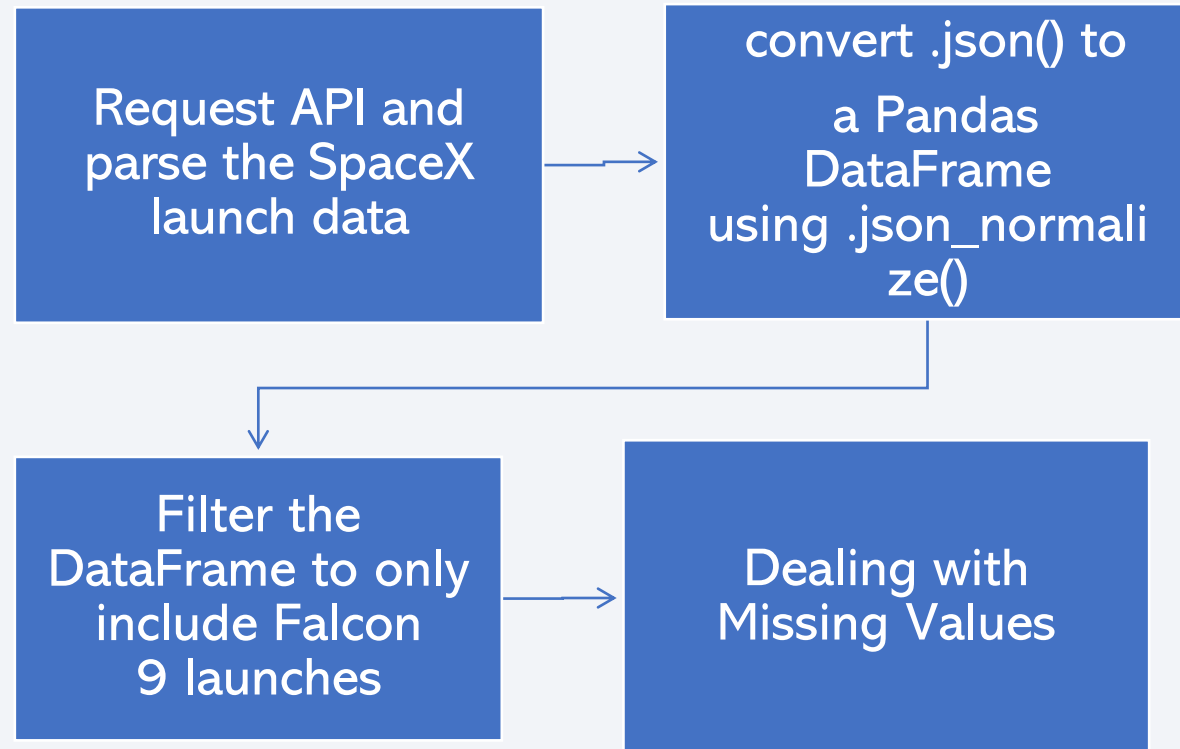 Request API and
parse the SpaceX
launch data
convert .json() to
a Pandas
DataFrame
using .json_normali
ze()
Filter the
DataFrame to only
include Falcon
9 launches
Dealing with
Missing Values